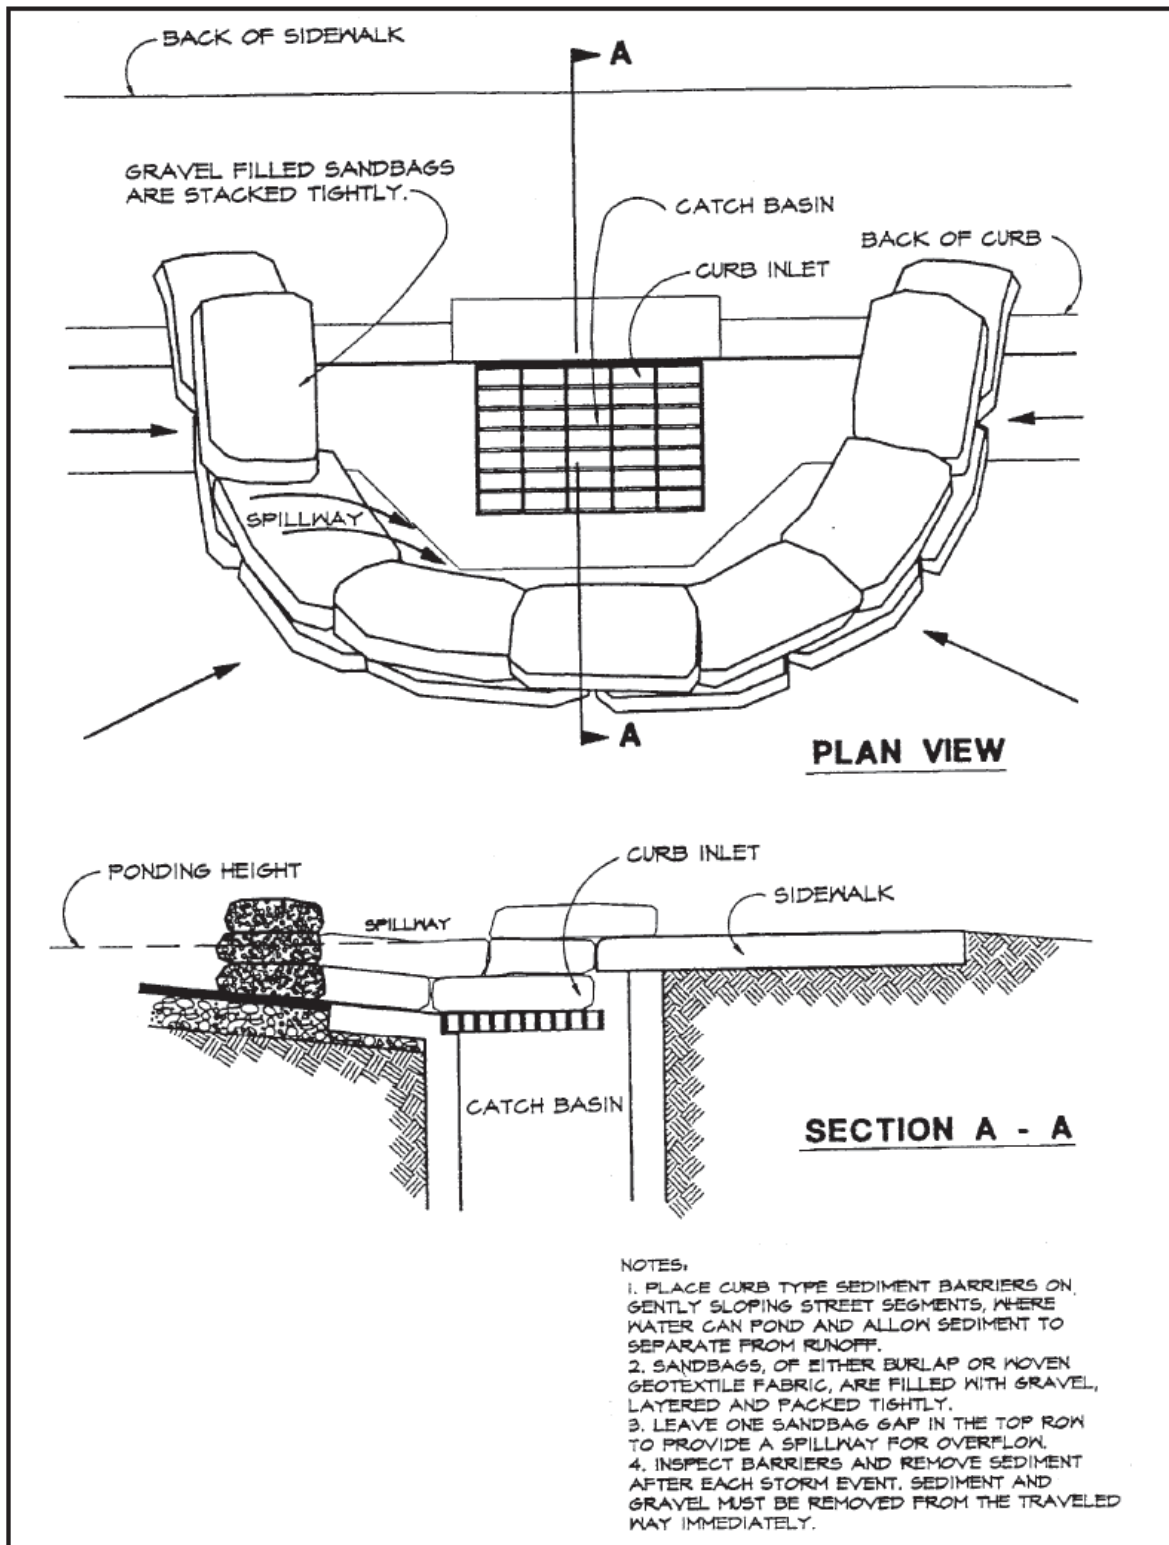 BACK OF SIDEWALK
A
GRAVEL FILLED SANDBAGS
ARE STACKED TIGHTLY.
CATCH BASIN
BACK OF CURB
CURB INLET
SPILLWAY
A
PLAN VIEW
PONDING HEIGHT
CURB INLET
SIDEWALK
SPILLWAY
CATCH BASIN
SECTION A - A
NOTES:
1. PLACE CURB TYPE SEDIMENT BARRIERS ON
GENTLY SLOPING STREET SEGMENTS, WHERE
WATER CAN POND AND ALLOW SEDIMENT TO
SEPARATE FROM RUNOFF.
2. SANDBAGS, OF EITHER BURLAP OR WOVEN
GEOTEXTILE FABRIC, ARE FILLED WITH GRAVEL,
LAYERED AND PACKED TIGHTLY.
3. LEAVE ONE SANDBAG GAP IN THE TOP ROW
TO PROVIDE A SPILLWAY FOR OVERFLOW.
4. INSPECT BARRIERS AND REMOVE SEDIMENT
AFTER EACH STORM EVENT. SEDIMENT AND
GRAVEL MUST BE REMOVED FROM THE TRAVELED
WAY IMMEDIATELY.